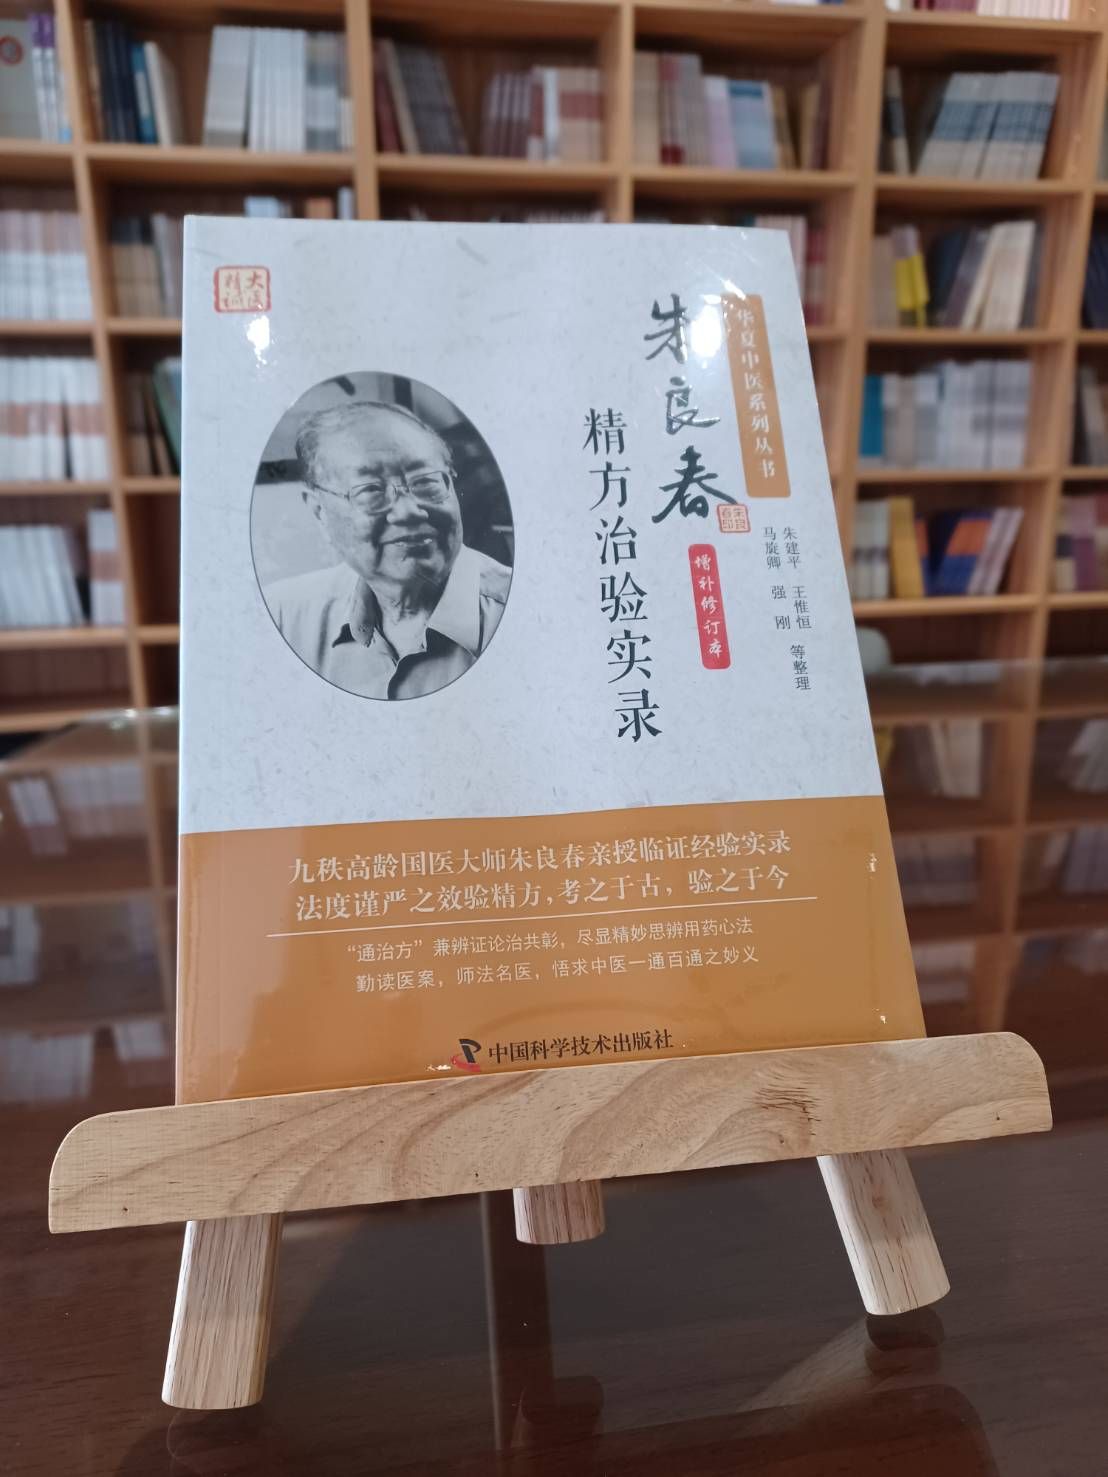 大医
精诚
华夏中医系列丛书
朱良春
朱良
春印
精方治验实录
增补修订本
朱建平 王惟恒
马旋卿 强刚 等整理
九秩高龄国医大师朱良春亲授临证经验实录
法度谨严之效验精方，考之于古，验之于今
“通治方”兼辨证论治共彰，尽显精妙思辨用药心法
勤读医案，师法名医，悟求中医一通百通之妙义
中国科学技术出版社